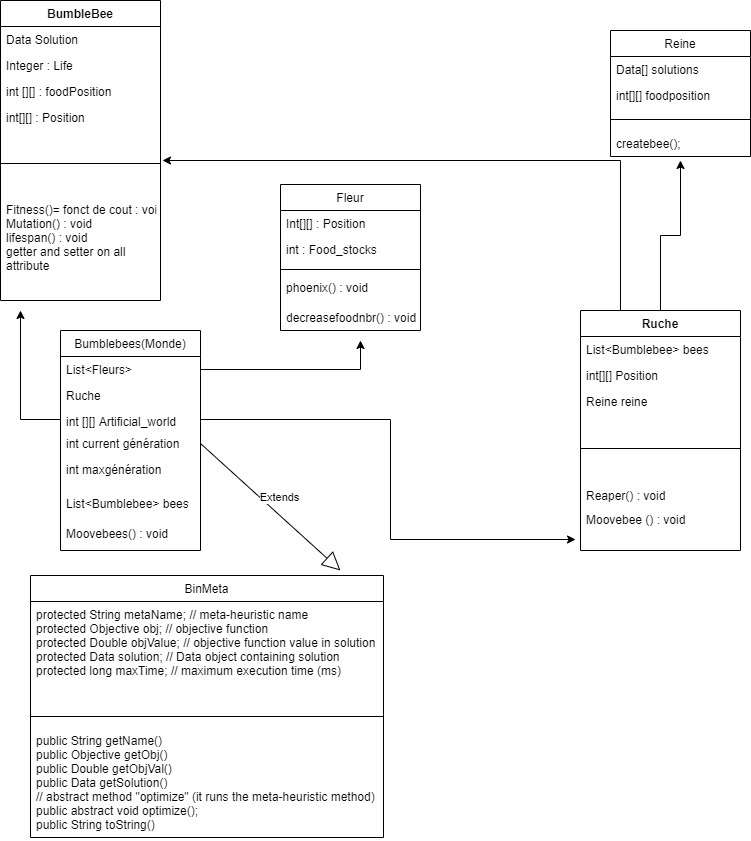 BumbleBee
Data Solution
Integer : Life
int [][] : foodPosition
int[][] : Position
Fitness()= fonct de cout : voi
Mutation() : void
lifespan() : void
getter and setter on all
attribute
Reine
Data[] solutions
int[][] foodposition
createbee();
Fleur
Int[][] : Position
int : Food_stocks
phoenix() : void
decreasefoodnbr() : void
Bumblebees(Monde)
List<Fleurs>
Ruche
int [][] Artificial_world
int current génération
int maxgénération
List<Bumblebee> bees
Moovebees() : void
Ruche
List<Bumblebee> bees
int[][] Position
Reine reine
Reaper() : void
Moovebee () : void
Extends
BinMeta
protected String metaName; // meta-heuristic name
protected Objective obj; // objective function
protected Double objValue; // objective function value in solution
protected Data solution; // Data object containing solution
protected long maxTime; // maximum execution time (ms)
public String getName()
public Objective getObj()
public Double getObjVal()
public Data getSolution()
// abstract method "optimize" (it runs the meta-heuristic method)
public abstract void optimize();
public String toString()